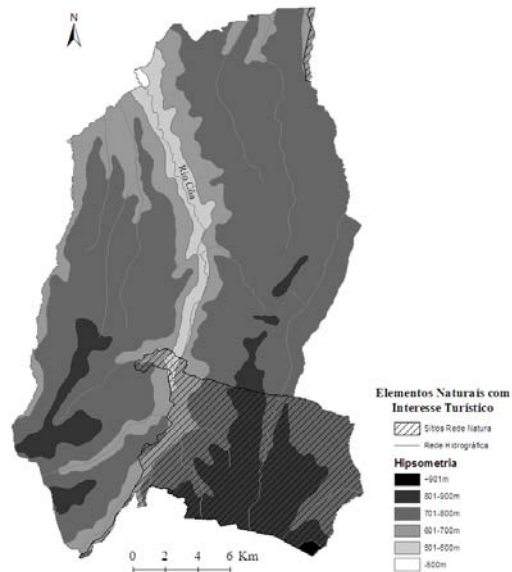 N
Rio Côa
Elementos Naturais com
Interesse Turístico
Sítios Rede Natura
Rede Hidrográfica
Hipsometria
801-900m
701-800m
601-700m
501-600m
0 2 4 6 Km